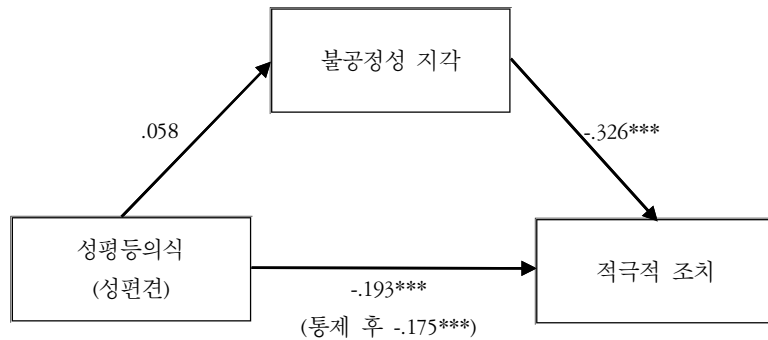 불공정성 지각
.058
-.326***
성평등의식
(성편견)
적극적 조치
-.193***
(통제 후 -.175***)